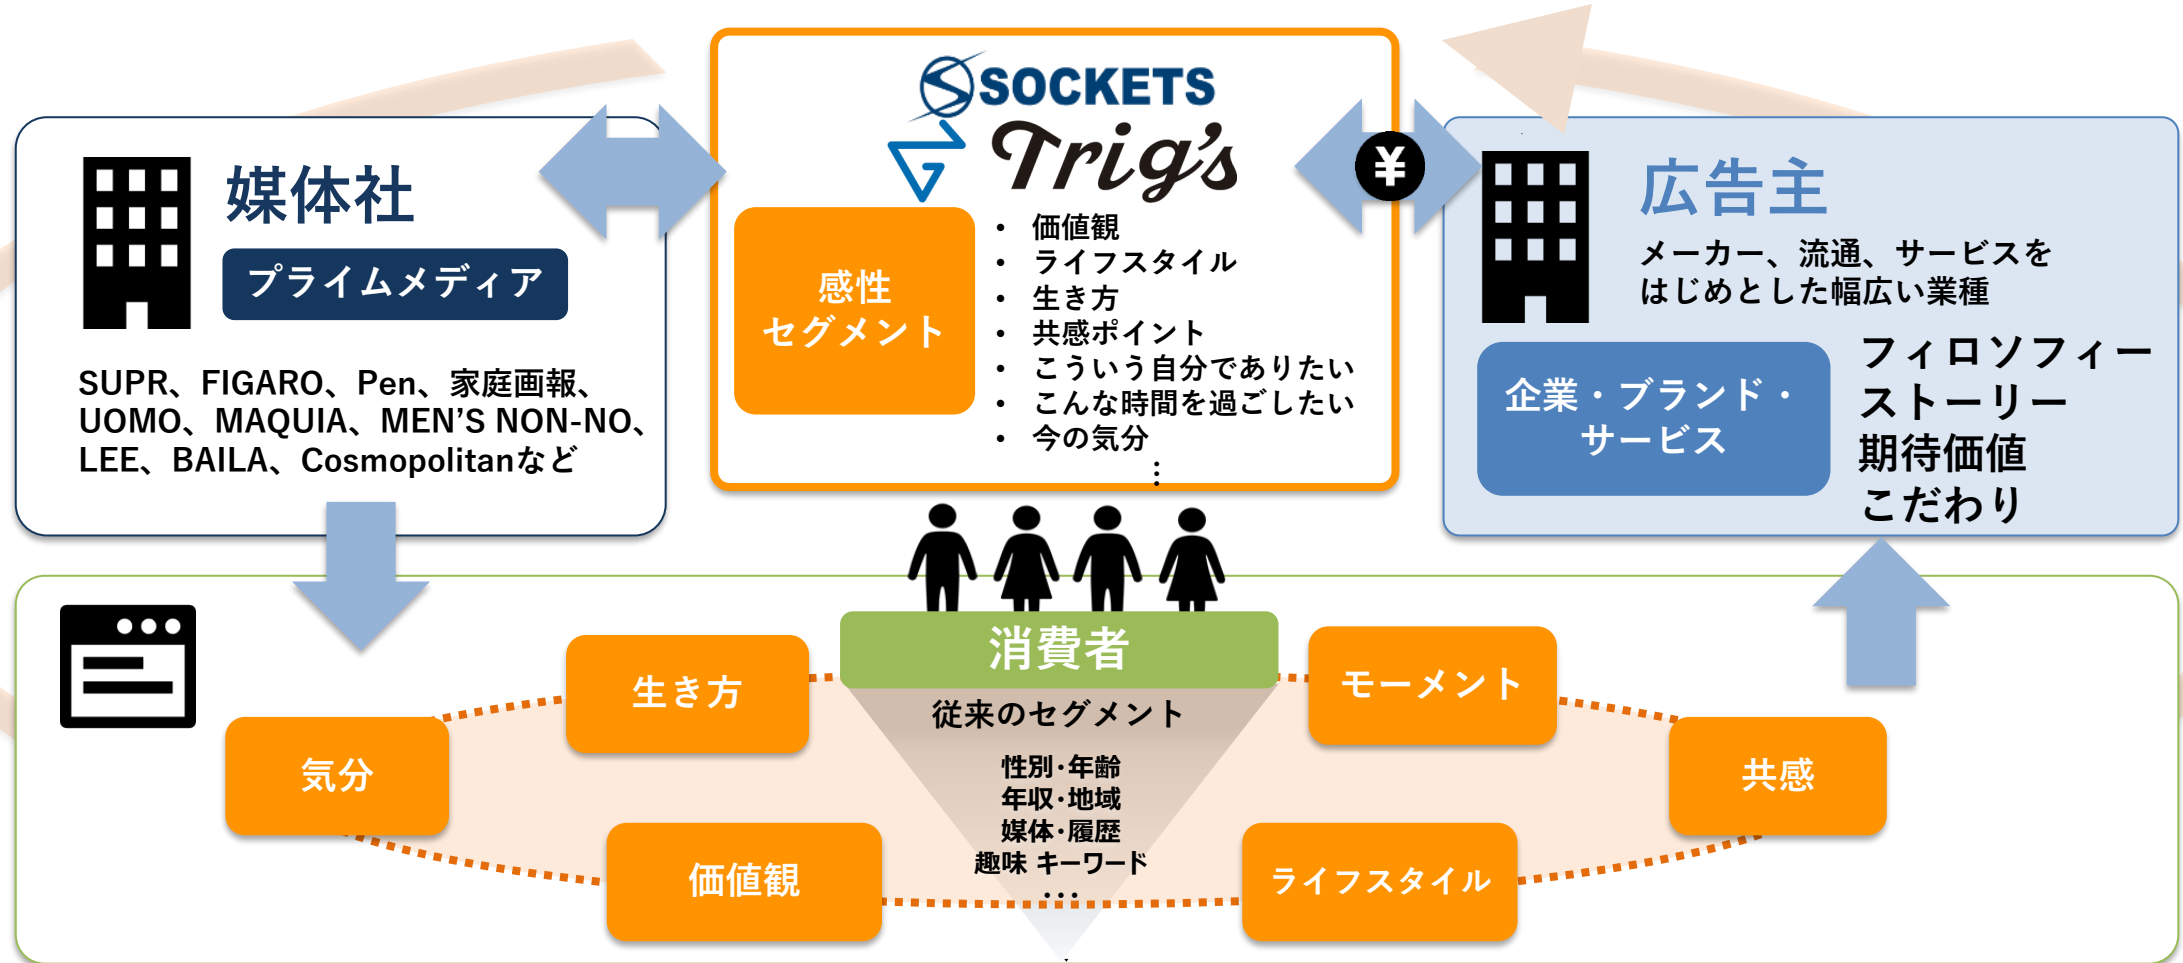 媒体社
プライムメディア
SUPR、FIGARO、Pen、家庭画報、
UOMO、MAQUIA、MEN’S NON-NO、
LEE、BAILA、Cosmopolitanなど
SOCKETS
Trig's
感性
セグメント
• 価値観
• ライフスタイル
• 生き方
• 共感ポイント
• こういう自分でありたい
• こんな時間を過ごしたい
• 今の気分
⋮
¥
広告主
メーカー、流通、サービスを
はじめとした幅広い業種
企業・ブランド・
サービス
フィロソフィー
ストーリー
期待価値
こだわり
消費者
従来のセグメント
性別・年齢
年収・地域
媒体・履歴
趣味 キーワード
・・・
気分
生き方
価値観
モーメント
共感
ライフスタイル